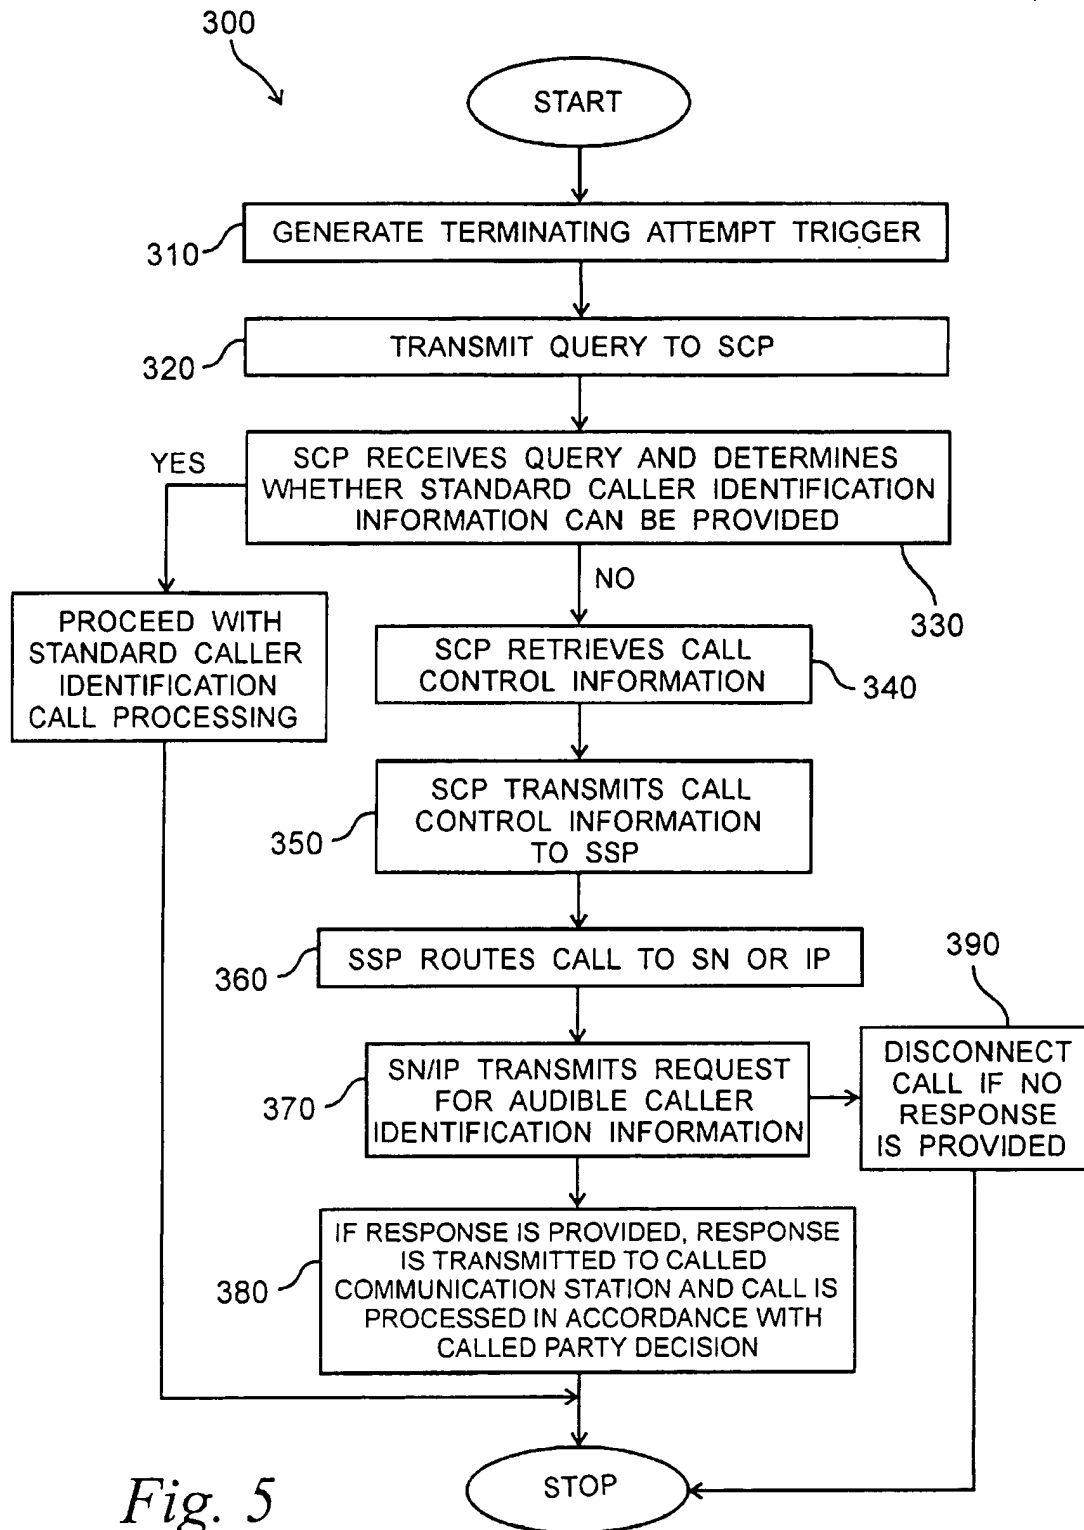 300
START
GENERATE TERMINATING ATTEMPT TRIGGER
310
TRANSMIT QUERY TO SCP
320
YES
SCP RECEIVES QUERY AND DETERMINES
WHETHER STANDARD CALLER IDENTIFICATION
INFORMATION CAN BE PROVIDED
330
NO
PROCEED WITH
STANDARD CALLER
IDENTIFICATION
CALL PROCESSING
SCP RETRIEVES CALL
CONTROL INFORMATION
340
SCP TRANSMITS CALL
CONTROL INFORMATION
TO SSP
350
SSP ROUTES CALL TO SN OR IP
360
390
SN/IP TRANSMITS REQUEST
FOR AUDIBLE CALLER
IDENTIFICATION INFORMATION
370
DISCONNECT
CALL IF NO
RESPONSE
IS PROVIDED
IF RESPONSE IS PROVIDED, RESPONSE
IS TRANSMITTED TO CALLED
COMMUNICATION STATION AND CALL IS
PROCESSED IN ACCORDANCE WITH
CALLED PARTY DECISION
380
STOP
Fig. 5